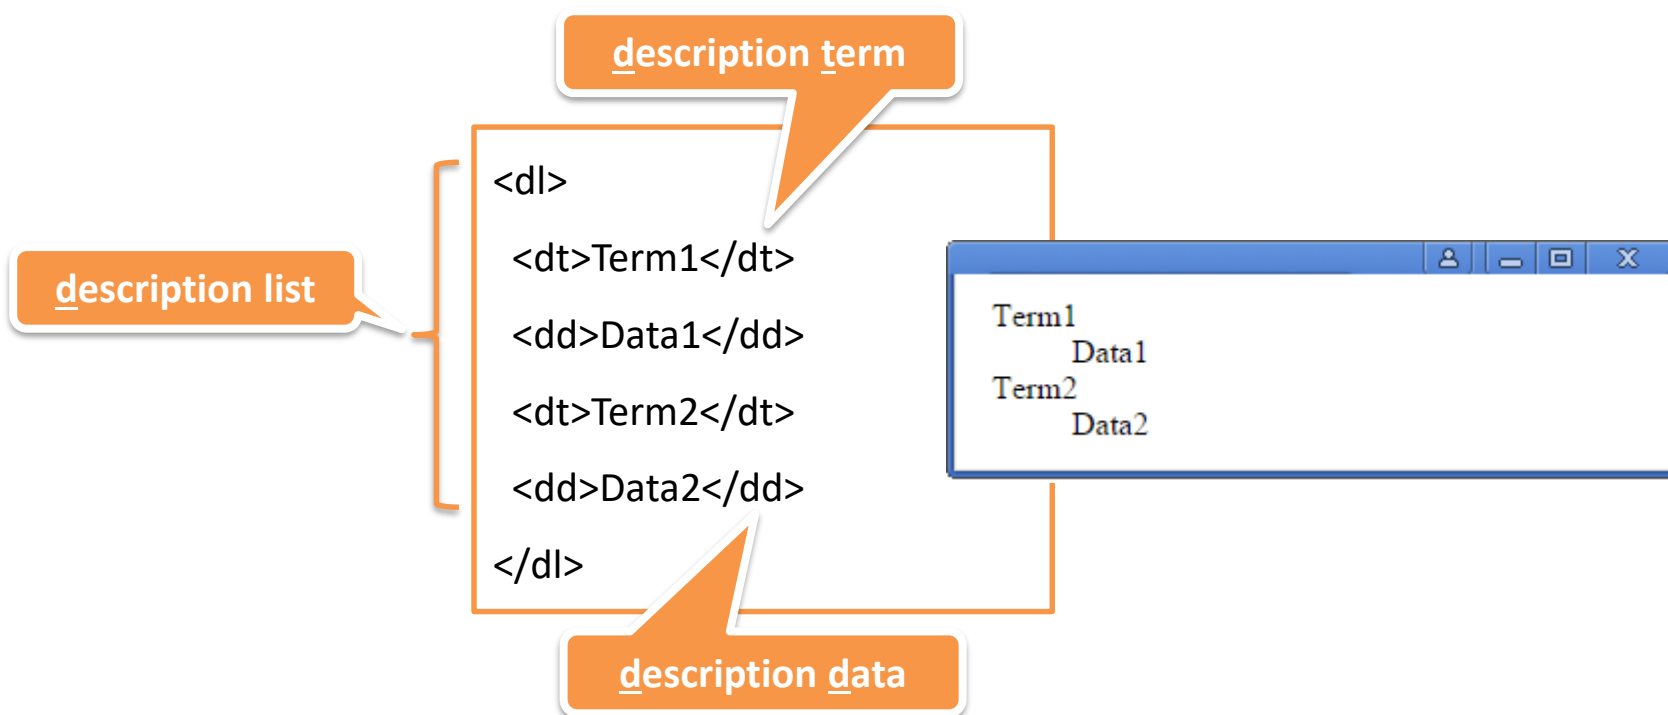 description term
<dl>
<dt>Term1</dt>
<dd>Data1</dd>
<dt>Term2</dt>
<dd>Data2</dd>
</dl>
description list
description data
Term1
Data1
Term2
Data2